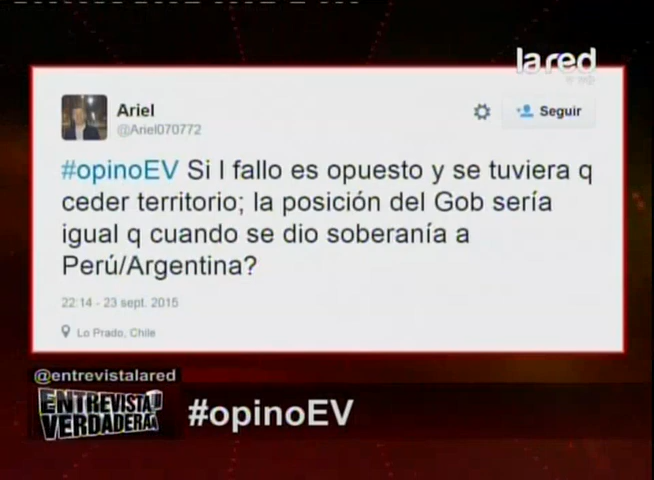 la red
Ariel
@Ariel070772
Seguir
#opinoEV Si l fallo es opuesto y se tuviera q
ceder territorio; la posición del Gob sería
igual q cuando se dio soberanía a
Perú/Argentina?
22:14 - 23 sept. 2015
Lo Prado, Chile
@entrevistalared
ENTREVISTA
VERDADERA
#opinoEV